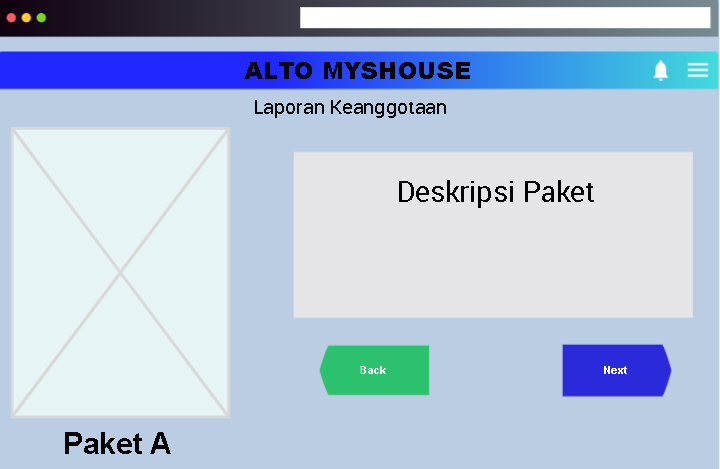 ALTO MYSHOUSE
Laporan Keanggotaan
Deskripsi Paket
Back
Next
Paket A